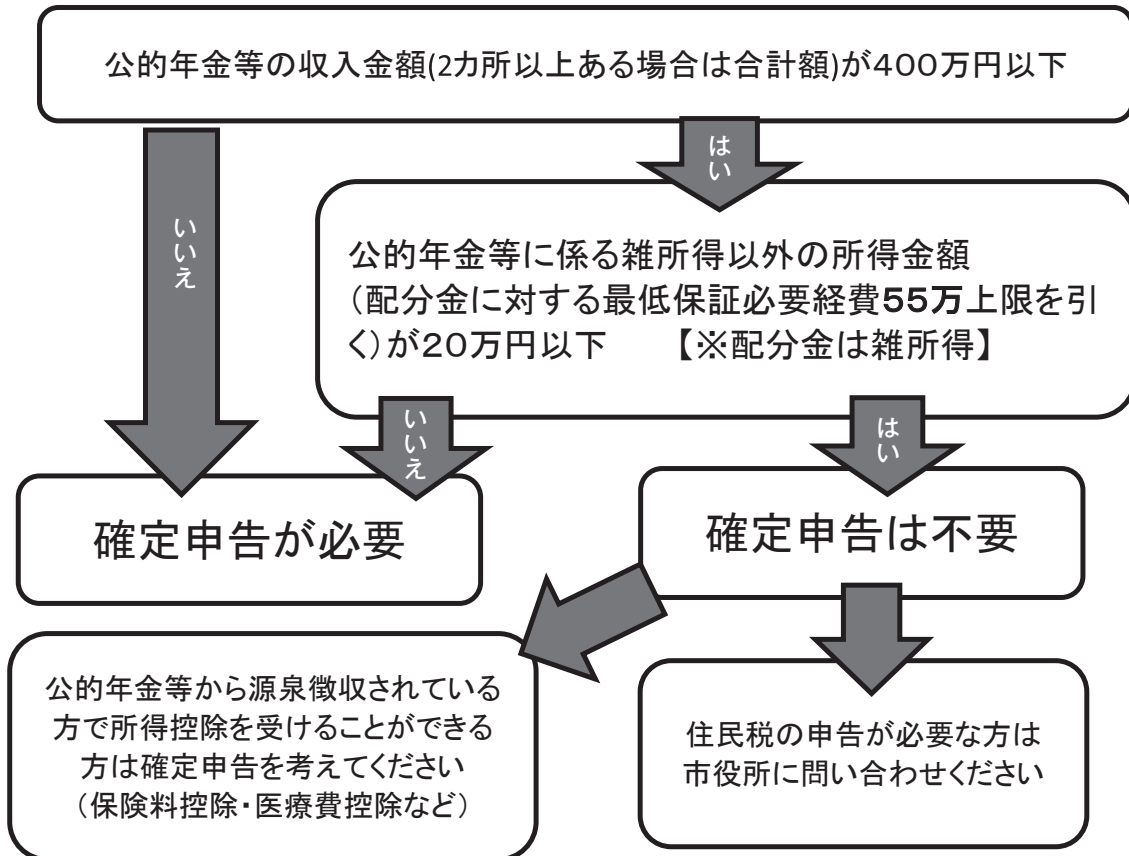 公的年金等の収入金額(2カ所以上ある場合は合計額)が400万円以下
はい
いいえ
公的年金等に係る雑所得以外の所得金額
(配分金に対する最低保証必要経費55万上限を引
く)が20万円以下　【※配分金は雑所得】
いいえ
はい
確定申告が必要
確定申告は不要
公的年金等から源泉徴収されている
方で所得控除を受けることができる
方は確定申告を考えてください
(保険料控除・医療費控除など)
住民税の申告が必要な方は
市役所に問い合わせください